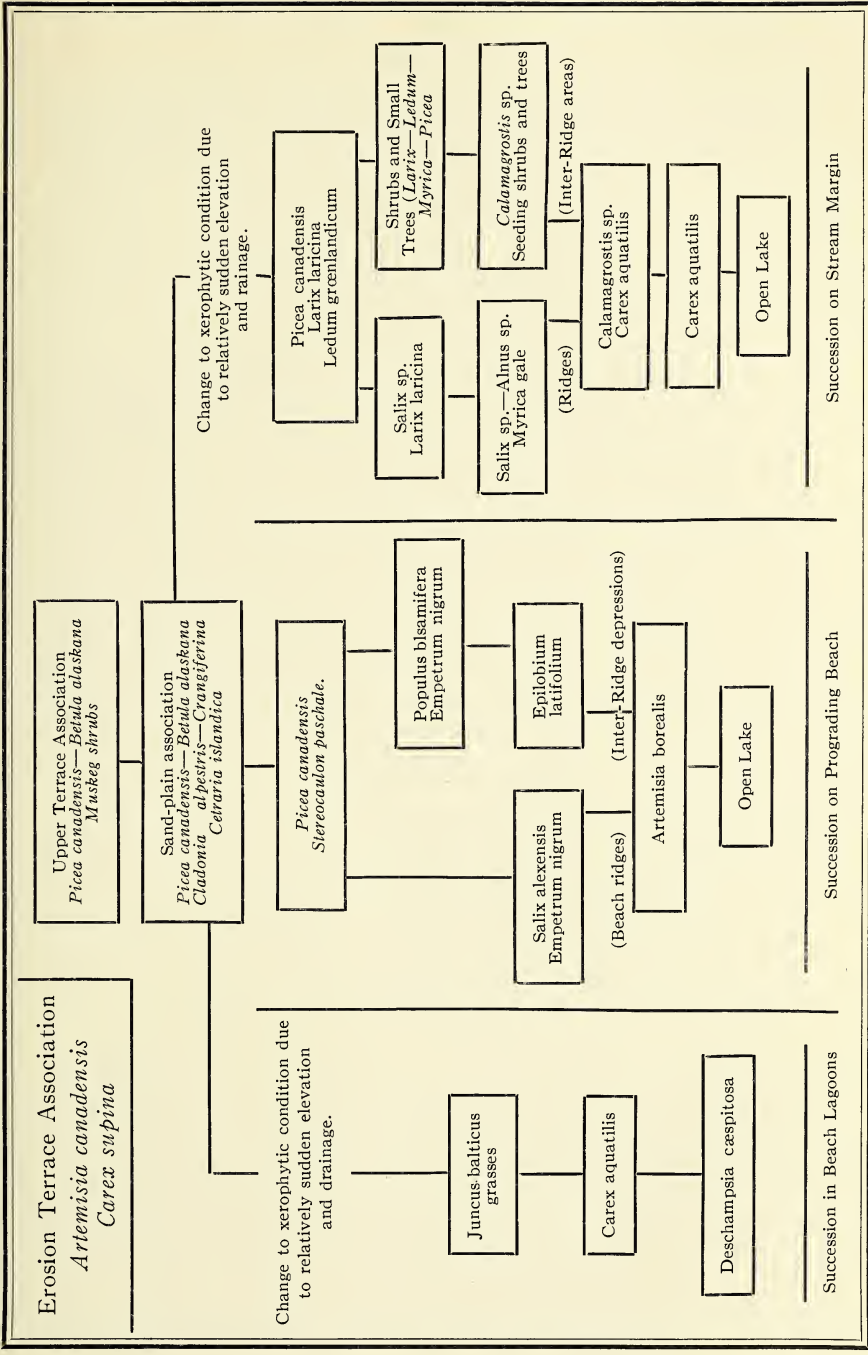 Erosion Terrace Association
Artemisia canadensis
Carex supina
Upper Terrace Association
Picea canadensis—Betula alaskana
Muskeg shrubs
Sand-plain association
Picea canadensis—Betula alaskana
Cladonia alpestris—Crangiferina
Cetraria islandica
Change to xerophytic condition due
to relatively sudden elevation
and drainage.
Juncus balticus
grasses
Carex aquatilis
Deschampsia cæspitosa
Succession in Beach Lagoons
Picea canadensis
Stereocaulon paschale.
Populus blsamifera
Empetrum nigrum
Salix alexensis
Empetrum nigrum
Epilobium
latifolium
(Beach ridges)
(Inter-Ridge depressions)
Artemisia borealis
Open Lake
Succession on Prograding Beach
Change to xerophytic condition due
to relatively sudden elevation
and rainage.
Picea canadensis
Larix laricina
Ledum grœnlandicum
Salix sp.
Larix laricina
Shrubs and Small
Trees (Larix—Ledum—
Myrica—Picea
Salix sp.—Alnus sp.
Myrica gale
Calamagrostis sp.
Seeding shrubs and trees
(Ridges)
(Inter-Ridge areas)
Calamagrostis sp.
Carex aquatilis
Carex aquatilis
Open Lake
Succession on Stream Margin